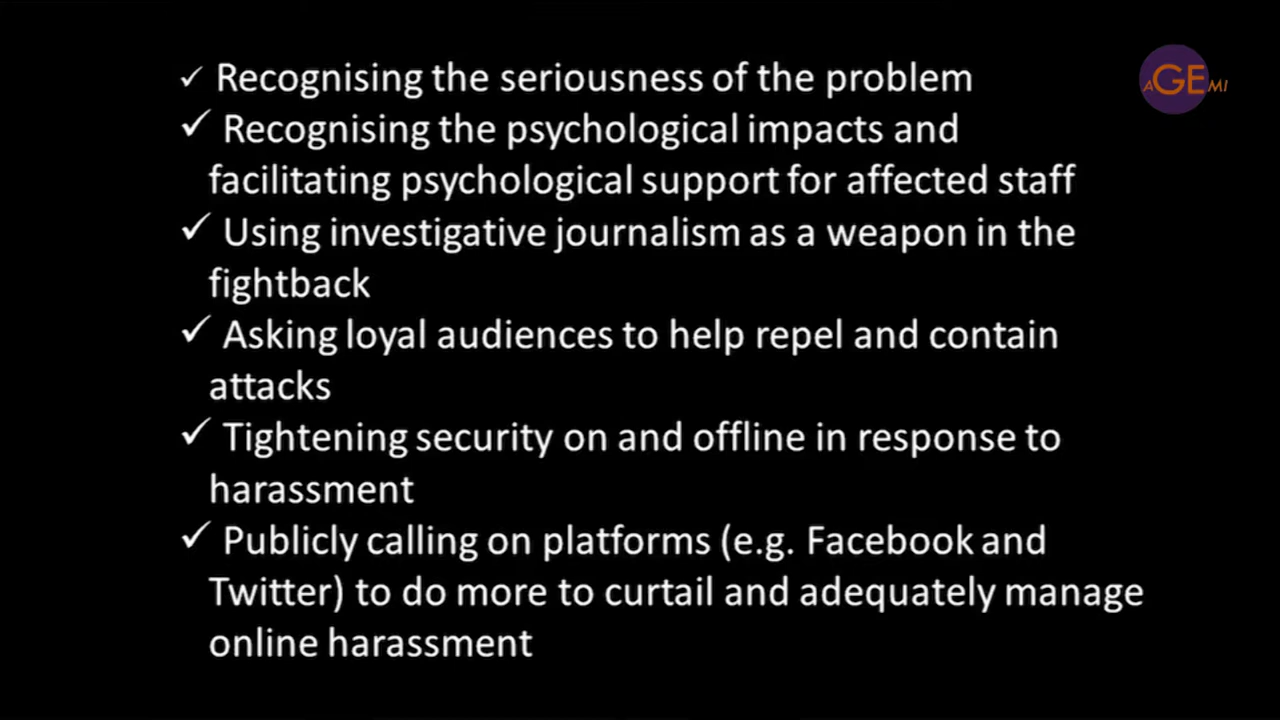 ✓ Recognising the seriousness of the problem
✓ Recognising the psychological impacts and
facilitating psychological support for affected staff
✓ Using investigative journalism as a weapon in the
fightback
✓ Asking loyal audiences to help repel and contain
attacks
✓ Tightening security on and offline in response to
harassment
✓ Publicly calling on platforms (e.g. Facebook and
Twitter) to do more to curtail and adequately manage
online harassment
AGEMI